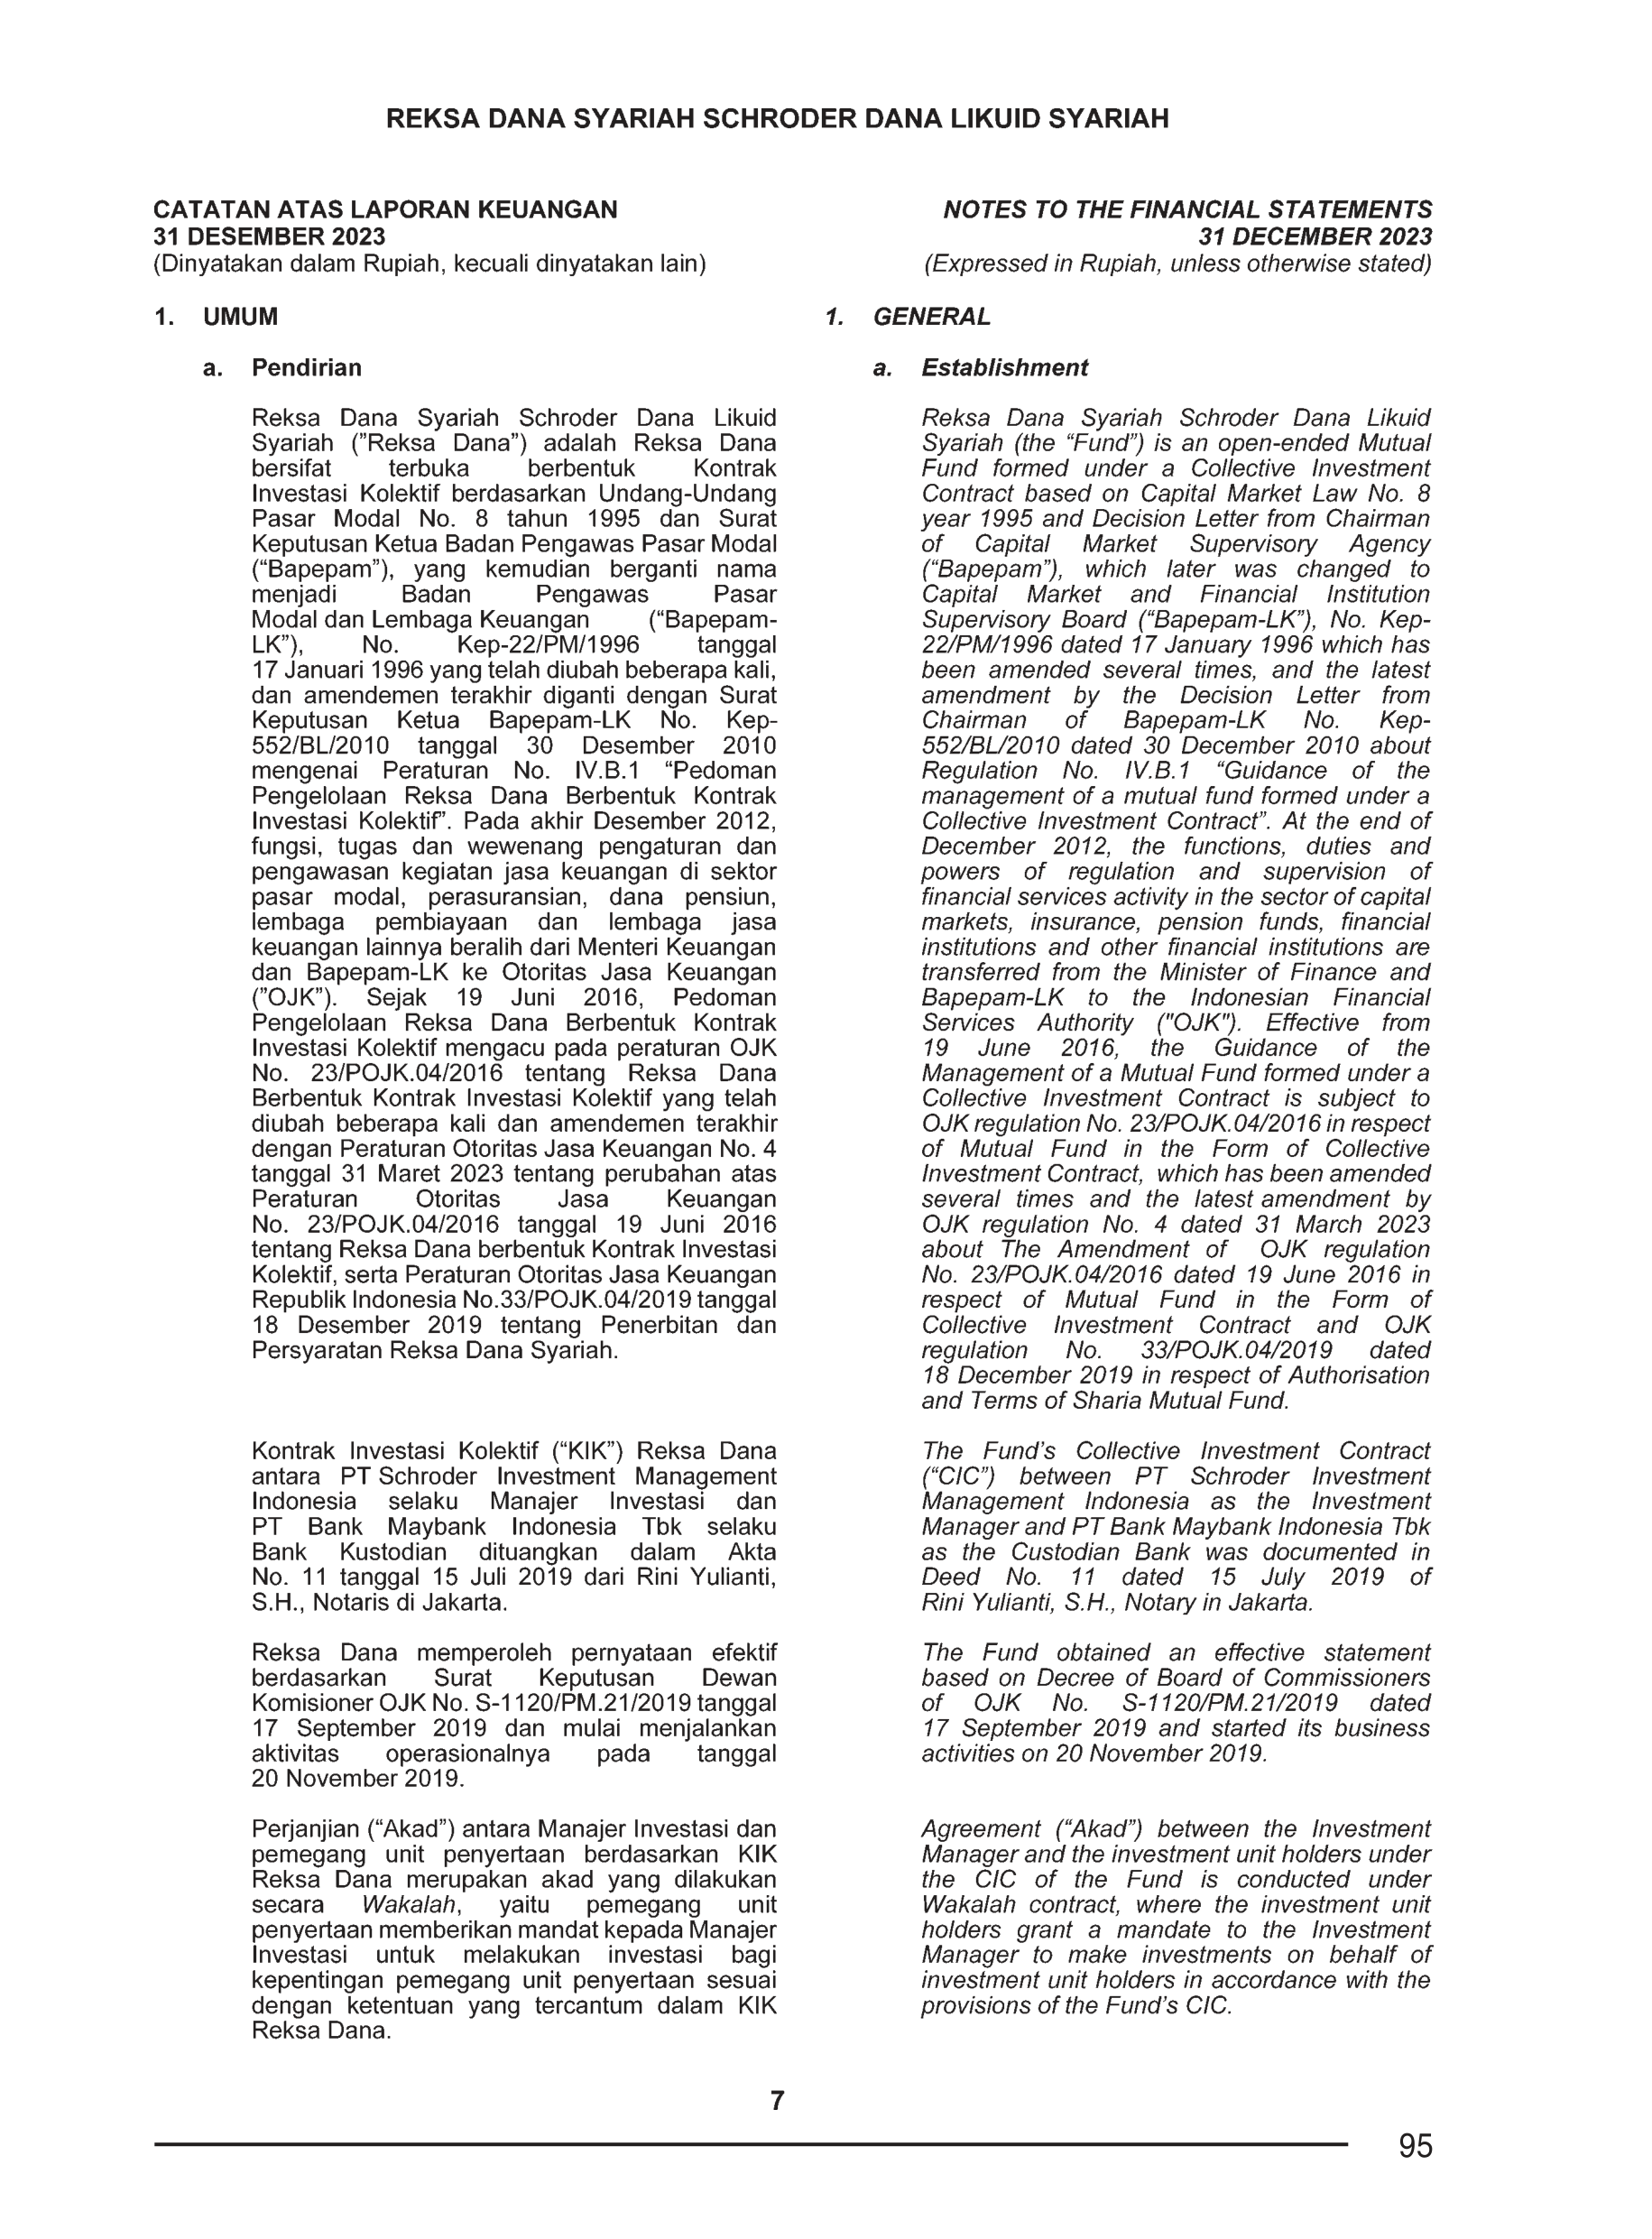 REKSA DANA SYARIAH SCHRODER DANA LIKUID SYARIAH
CATATAN ATAS LAPORAN KEUANGAN
31 DESEMBER 2023
(Dinyatakan dalam Rupiah, kecuali dinyatakan lain)
NOTES TO THE FINANCIAL STATEMENTS
31 DECEMBER 2023
(Expressed in Rupiah, unless otherwise stated)
1. UMUM
a. Pendirian
Reksa Dana Syariah Schroder Dana Likuid
Syariah (”Reksa Dana”) adalah Reksa Dana
bersifat terbuka berbentuk Kontrak
Investasi Kolektif berdasarkan Undang-Undang
Pasar Modal No. 8 tahun 1995 dan Surat
Keputusan Ketua Badan Pengawas Pasar Modal
(“Bapepam”), yang kemudian berganti nama
menjadi Badan Pengawas Pasar
Modal dan Lembaga Keuangan (“Bapepam-
LK”), No. Kep-22/PM/1996 tanggal
17 Januari 1996 yang telah diubah beberapa kali,
dan amendemen terakhir diganti dengan Surat
Keputusan Ketua Bapepam-LK No. Kep-
552/BL/2010 tanggal 30 Desember 2010
mengenai Peraturan No. IV.B.1 “Pedoman
Pengelolaan Reksa Dana Berbentuk Kontrak
Investasi Kolektif”. Pada akhir Desember 2012,
fungsi, tugas dan wewenang pengaturan dan
pengawasan kegiatan jasa keuangan di sektor
pasar modal, perasuransian, dana pensiun,
lembaga pembiayaan dan lembaga jasa
keuangan lainnya beralih dari Menteri Keuangan
dan Bapepam-LK ke Otoritas Jasa Keuangan
(”OJK”). Sejak 19 Juni 2016, Pedoman
Pengelolaan Reksa Dana Berbentuk Kontrak
Investasi Kolektif mengacu pada peraturan OJK
No. 23/POJK.04/2016 tentang Reksa Dana
Berbentuk Kontrak Investasi Kolektif yang telah
diubah beberapa kali dan amendemen terakhir
dengan Peraturan Otoritas Jasa Keuangan No. 4
tanggal 31 Maret 2023 tentang perubahan atas
Peraturan Otoritas Jasa Keuangan
No. 23/POJK.04/2016 tanggal 19 Juni 2016
tentang Reksa Dana berbentuk Kontrak Investasi
Kolektif, serta Peraturan Otoritas Jasa Keuangan
Republik Indonesia No.33/POJK.04/2019 tanggal
18 Desember 2019 tentang Penerbitan dan
Persyaratan Reksa Dana Syariah.
Kontrak Investasi Kolektif (“KIK”) Reksa Dana
antara PT Schroder Investment Management
Indonesia selaku Manajer Investasi dan
PT Bank Maybank Indonesia Tbk selaku
Bank Kustodian dituangkan dalam Akta
No. 11 tanggal 15 Juli 2019 dari Rini Yulianti,
S.H., Notaris di Jakarta.
Reksa Dana memperoleh pernyataan efektif
berdasarkan Surat Keputusan Dewan
Komisioner OJK No. S-1120/PM.21/2019 tanggal
17 September 2019 dan mulai menjalankan
aktivitas operasionalnya pada tanggal
20 November 2019.
Perjanjian (“Akad”) antara Manajer Investasi dan
pemegang unit penyertaan berdasarkan KIK
Reksa Dana merupakan akad yang dilakukan
secara Wakalah, yaitu pemegang unit
penyertaan memberikan mandat kepada Manajer
Investasi untuk melakukan investasi bagi
kepentingan pemegang unit penyertaan sesuai
dengan ketentuan yang tercantum dalam KIK
Reksa Dana.
1. GENERAL
a. Establishment
Reksa Dana Syariah Schroder Dana Likuid
Syariah (the “Fund”) is an open-ended Mutual
Fund formed under a Collective Investment
Contract based on Capital Market Law No. 8
year 1995 and Decision Letter from Chairman
of Capital Market Supervisory Agency
(“Bapepam”), which later was changed to
Capital Market and Financial Institution
Supervisory Board (“Bapepam-LK”), No. Kep-
22/PM/1996 dated 17 January 1996 which has
been amended several times, and the latest
amendment by the Decision Letter from
Chairman of Bapepam-LK No. Kep-
552/BL/2010 dated 30 December 2010 about
Regulation No. IV.B.1 “Guidance of the
management of a mutual fund formed under a
Collective Investment Contract”. At the end of
December 2012, the functions, duties and
powers of regulation and supervision of
financial services activity in the sector of capital
markets, insurance, pension funds, financial
institutions and other financial institutions are
transferred from the Minister of Finance and
Bapepam-LK to the Indonesian Financial
Services Authority ("OJK"). Effective from
19 June 2016, the Guidance of the
Management of a Mutual Fund formed under a
Collective Investment Contract is subject to
OJK regulation No. 23/POJK.04/2016 in respect
of Mutual Fund in the Form of Collective
Investment Contract, which has been amended
several times and the latest amendment by
OJK regulation No. 4 dated 31 March 2023
about The Amendment of OJK regulation
No. 23/POJK.04/2016 dated 19 June 2016 in
respect of Mutual Fund in the Form of
Collective Investment Contract and OJK
regulation No. 33/POJK.04/2019 dated
18 December 2019 in respect of Authorisation
and Terms of Sharia Mutual Fund.
The Fund’s Collective Investment Contract
(“CIC”) between PT Schroder Investment
Management Indonesia as the Investment
Manager and PT Bank Maybank Indonesia Tbk
as the Custodian Bank was documented in
Deed No. 11 dated 15 July 2019 of
Rini Yulianti, S.H., Notary in Jakarta.
The Fund obtained an effective statement
based on Decree of Board of Commissioners
of OJK No. S-1120/PM.21/2019 dated
17 September 2019 and started its business
activities on 20 November 2019.
Agreement (“Akad”) between the Investment
Manager and the investment unit holders under
the CIC of the Fund is conducted under
Wakalah contract, where the investment unit
holders grant a mandate to the Investment
Manager to make investments on behalf of
investment unit holders in accordance with the
provisions of the Fund’s CIC.
7
95